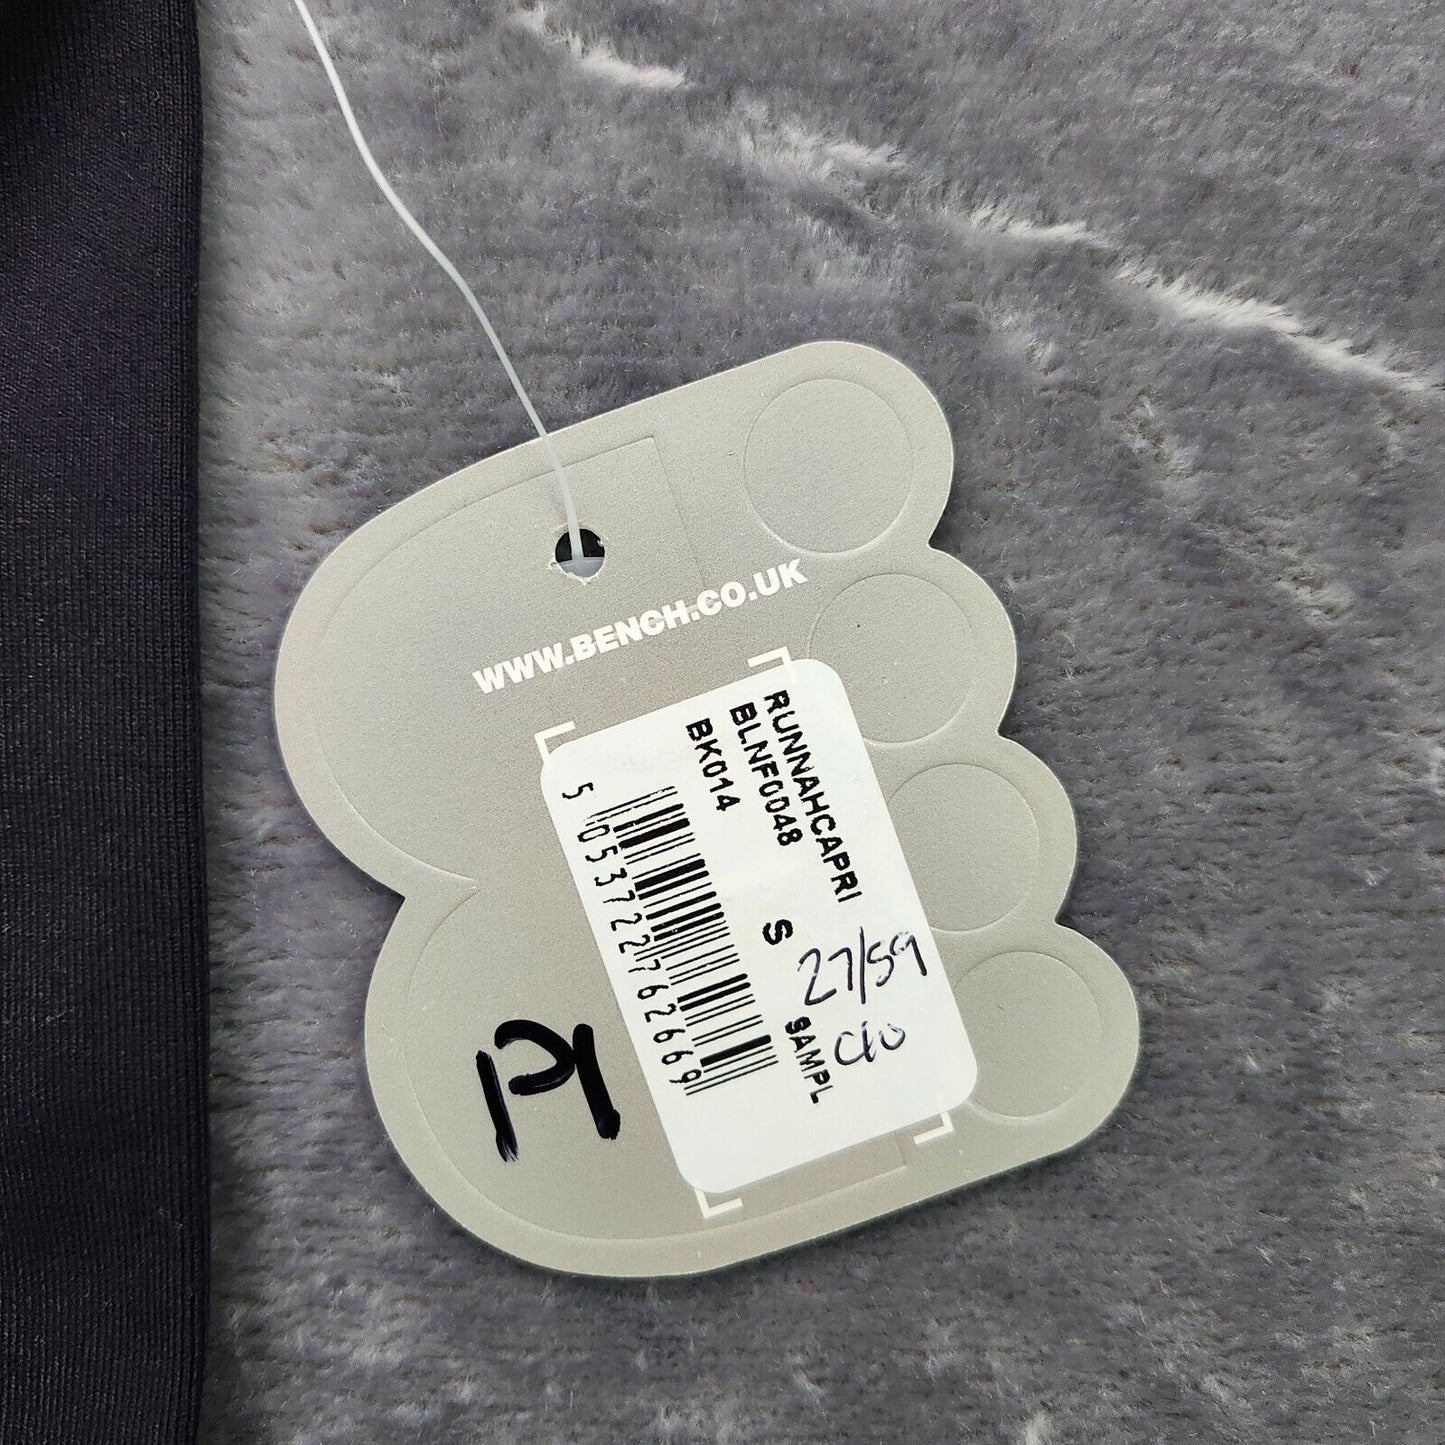 WWW.BENCH.CO.UK
RUNNAHCAPRI
BLNF0048
BK014
S
27/59
SAMPL
5 053722 762669